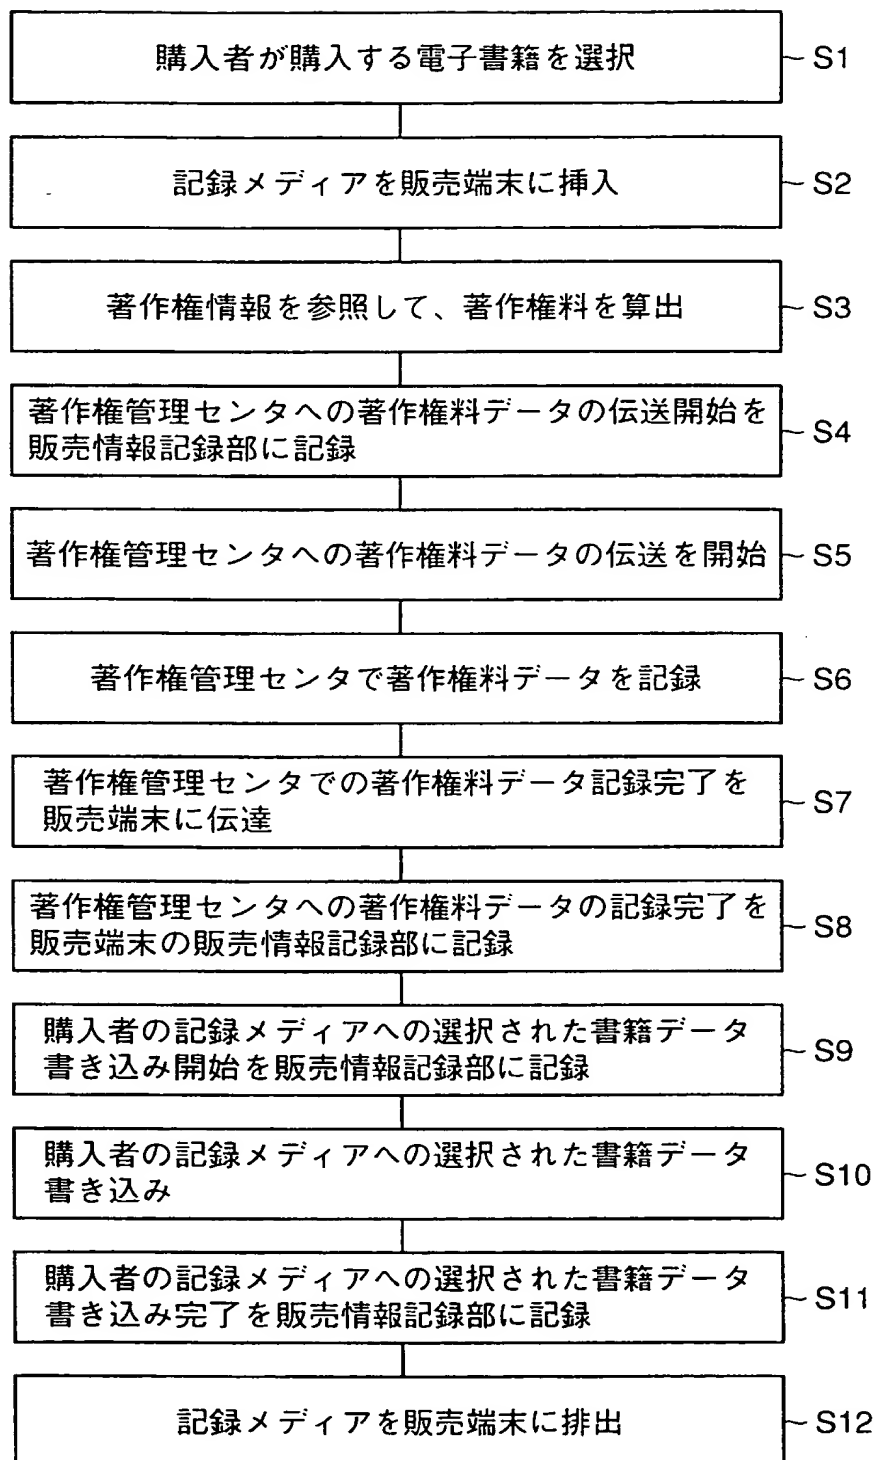 購入者が購入する電子書籍を選択
S1
記録メディアを販売端末に挿入
S2
著作権情報を参照して、著作権料を算出
S3
著作権管理センタへの著作権料データの伝送開始を
販売情報記録部に記録
S4
著作権管理センタへの著作権料データの伝送を開始
S5
著作権管理センタで著作権料データを記録
S6
著作権管理センタでの著作権料データ記録完了を
販売端末に伝達
S7
著作権管理センタへの著作権料データの記録完了を
販売端末の販売情報記録部に記録
S8
購入者の記録メディアへの選択された書籍データ
書き込み開始を販売情報記録部に記録
S9
購入者の記録メディアへの選択された書籍データ
書き込み
S10
購入者の記録メディアへの選択された書籍データ
書き込み完了を販売情報記録部に記録
S11
記録メディアを販売端末に排出
S12